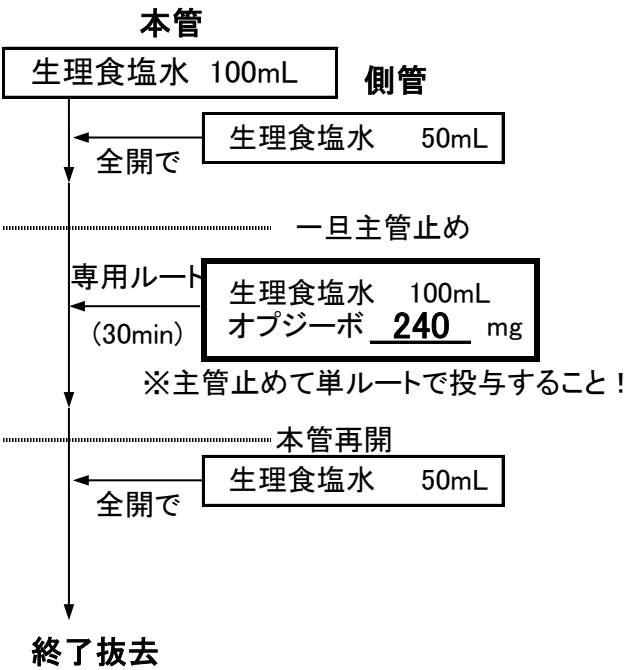 本管
生理食塩水 100mL
側管
生理食塩水 50mL
全開で
一旦主管止め
専用ルート
(30min)
生理食塩水 100mL
オプジーボ 240 mg
※主管止めて単ルートで投与すること！
本管再開
生理食塩水 50mL
全開で
終了抜去